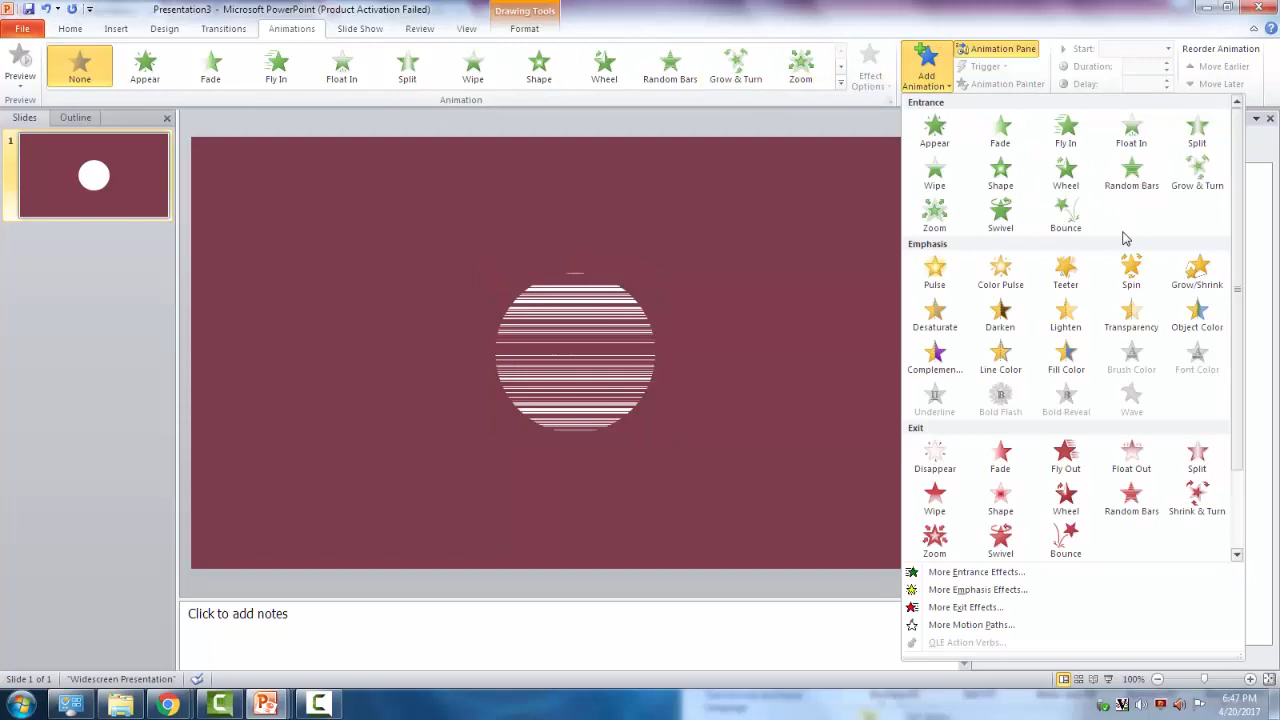 Presentation3 - Microsoft PowerPoint (Product Activation Failed)
Drawing Tools
File Home Insert Design Transitions Animations Slide Show Review View Format
Preview
Preview
None Appear Fade Fly In Float In Split Wipe Shape Wheel Random Bars Grow & Turn Zoom
Animation
Effect
Options
Add
Animation
Animation Pane
Trigger
Animation Painter
Start:
Duration:
Delay:
Reorder Animation
Move Earlier
Move Later
Slides Outline
1
Entrance
Appear Fade Fly In Float In Split
Wipe Shape Wheel Random Bars Grow & Turn
Zoom Swivel Bounce
Emphasis
Pulse Color Pulse Teeter Spin Grow/Shrink
Desaturate Darken Lighten Transparency Object Color
Complemen... Line Color Fill Color Brush Color Font Color
Underline Bold Flash Bold Reveal Wave
Exit
Disappear Fade Fly Out Float Out Split
Wipe Shape Wheel Random Bars Shrink & Turn
Zoom Swivel Bounce
More Entrance Effects...
More Emphasis Effects...
More Exit Effects...
More Motion Paths...
OLE Action Verbs...
Click to add notes
Slide 1 of 1 "Widescreen Presentation" 100%
6:47 PM
4/20/2017